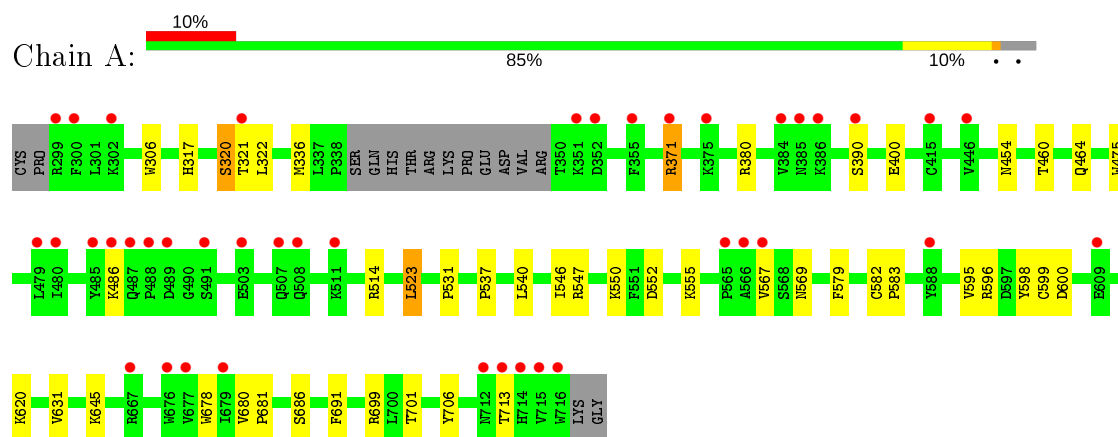 10%
Chain A:
85%
10%
CYS PRO R299 F300 L301 K302 W306 H317 S320 T321 L322 M336 L337 P338 SER GLN HIS THR ARG LYS PRO GLU ASP VAL ARG T350 K351 D352 F355 R371 K375 R380 V384 N385 K386 S390 E400 C415 V446 N454 T460 Q464 W475
L479 I480 Y485 K486 Q487 P488 D489 G490 S491 E503 Q507 Q508 K511 R514 L523 P531 P537 L540 I546 R547 K550 F551 D552 K555 P565 A566 V567 S568 N569 F579 C582 P583 Y588 V595 R596 D597 Y598 C599 D600 E609
K620 V631 K645 R667 W676 V677 W678 I679 V680 P681 S686 F691 R699 L700 T701 Y706 N712 T713 H714 V715 W716 LYS GLY